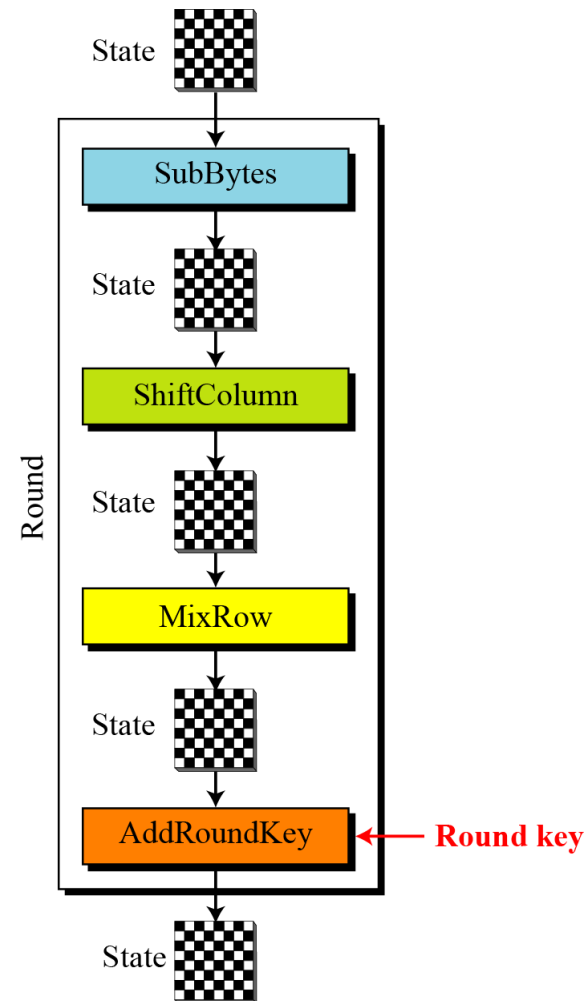 State
SubBytes
State
ShiftColumn
Round
State
MixRow
State
AddRoundKey
Round key
State